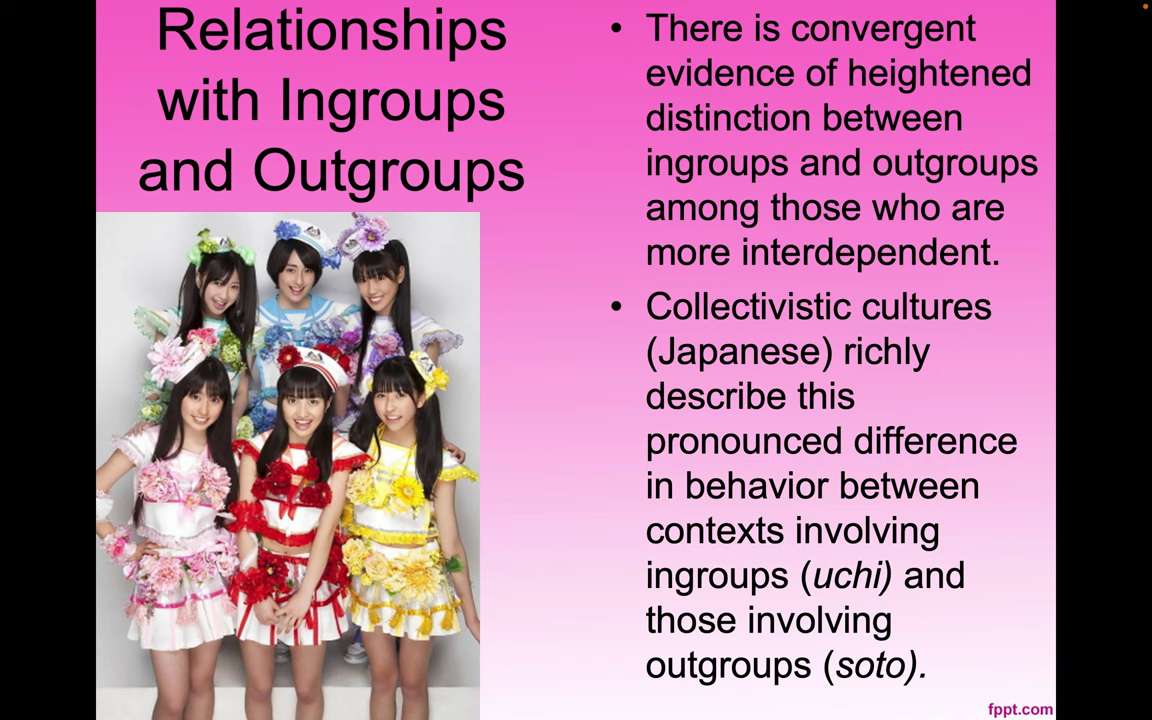 Relationships
with Ingroups
and Outgroups
• There is convergent
evidence of heightened
distinction between
ingroups and outgroups
among those who are
more interdependent.
• Collectivistic cultures
(Japanese) richly
describe this
pronounced difference
in behavior between
contexts involving
ingroups (uchi) and
those involving
outgroups (soto).
fppt.com